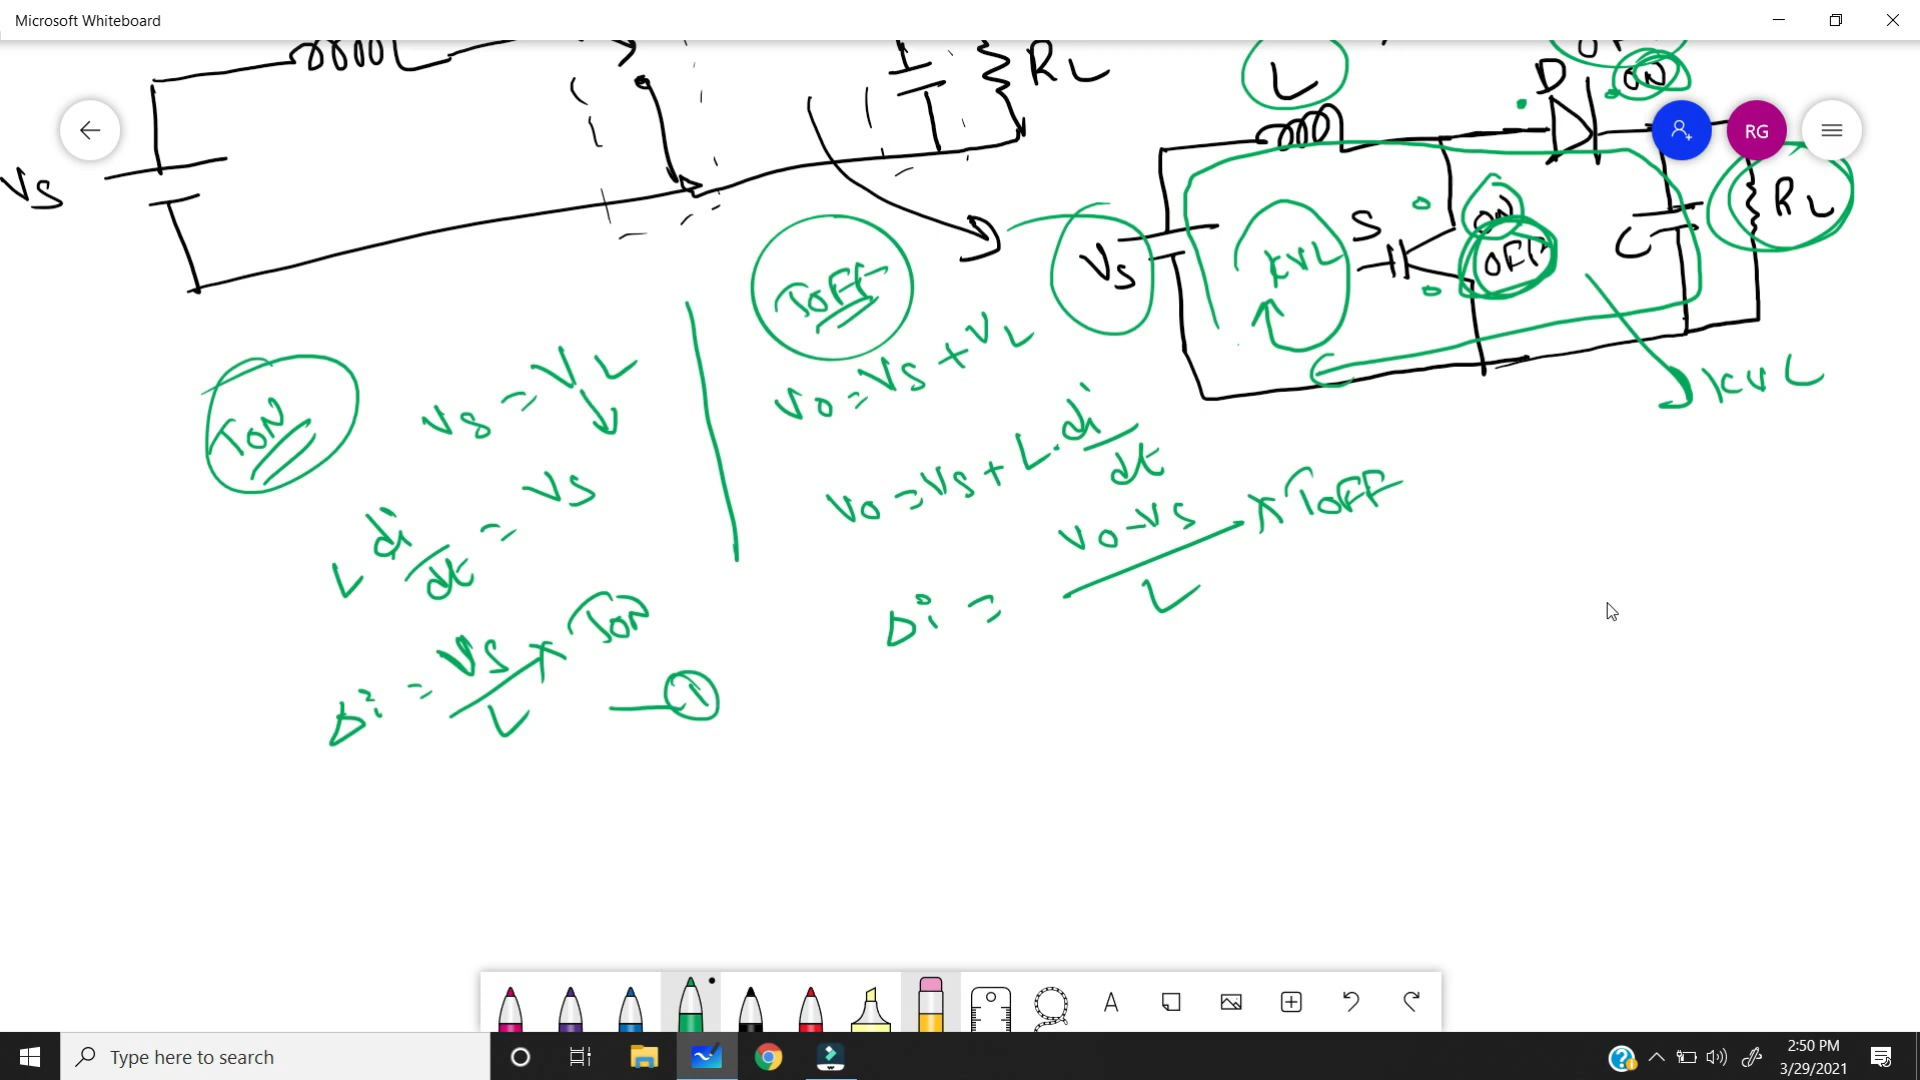 Microsoft Whiteboard
RL
Vs
L
D
ON
RG
RL
S
ON
OFF
C
Vs
KVL
KVL
TON
Vs = VL
L di/dt = Vs
Δi = Vs/L × TON
1
TOFF
Vo = Vs + VL
Vo = Vs + L. di/dt
Δi = Vo-Vs/L × TOFF
A
Type here to search
2:50 PM
3/29/2021